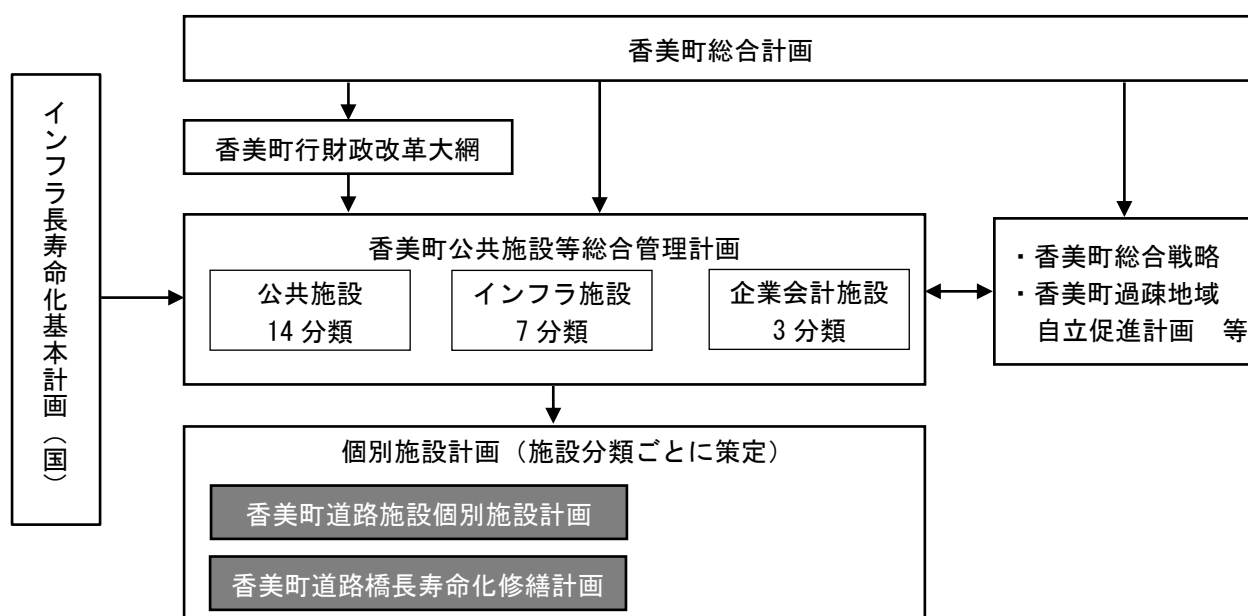 香美町総合計画
インフラ長寿命化基本計画（国）
香美町行財政改革大綱
香美町公共施設等総合管理計画
公共施設
14 分類
インフラ施設
7 分類
企業会計施設
3 分類
・香美町総合戦略
・香美町過疎地域
自立促進計画　等
個別施設計画（施設分類ごとに策定）
香美町道路施設個別施設計画
香美町道路橋長寿命化修繕計画